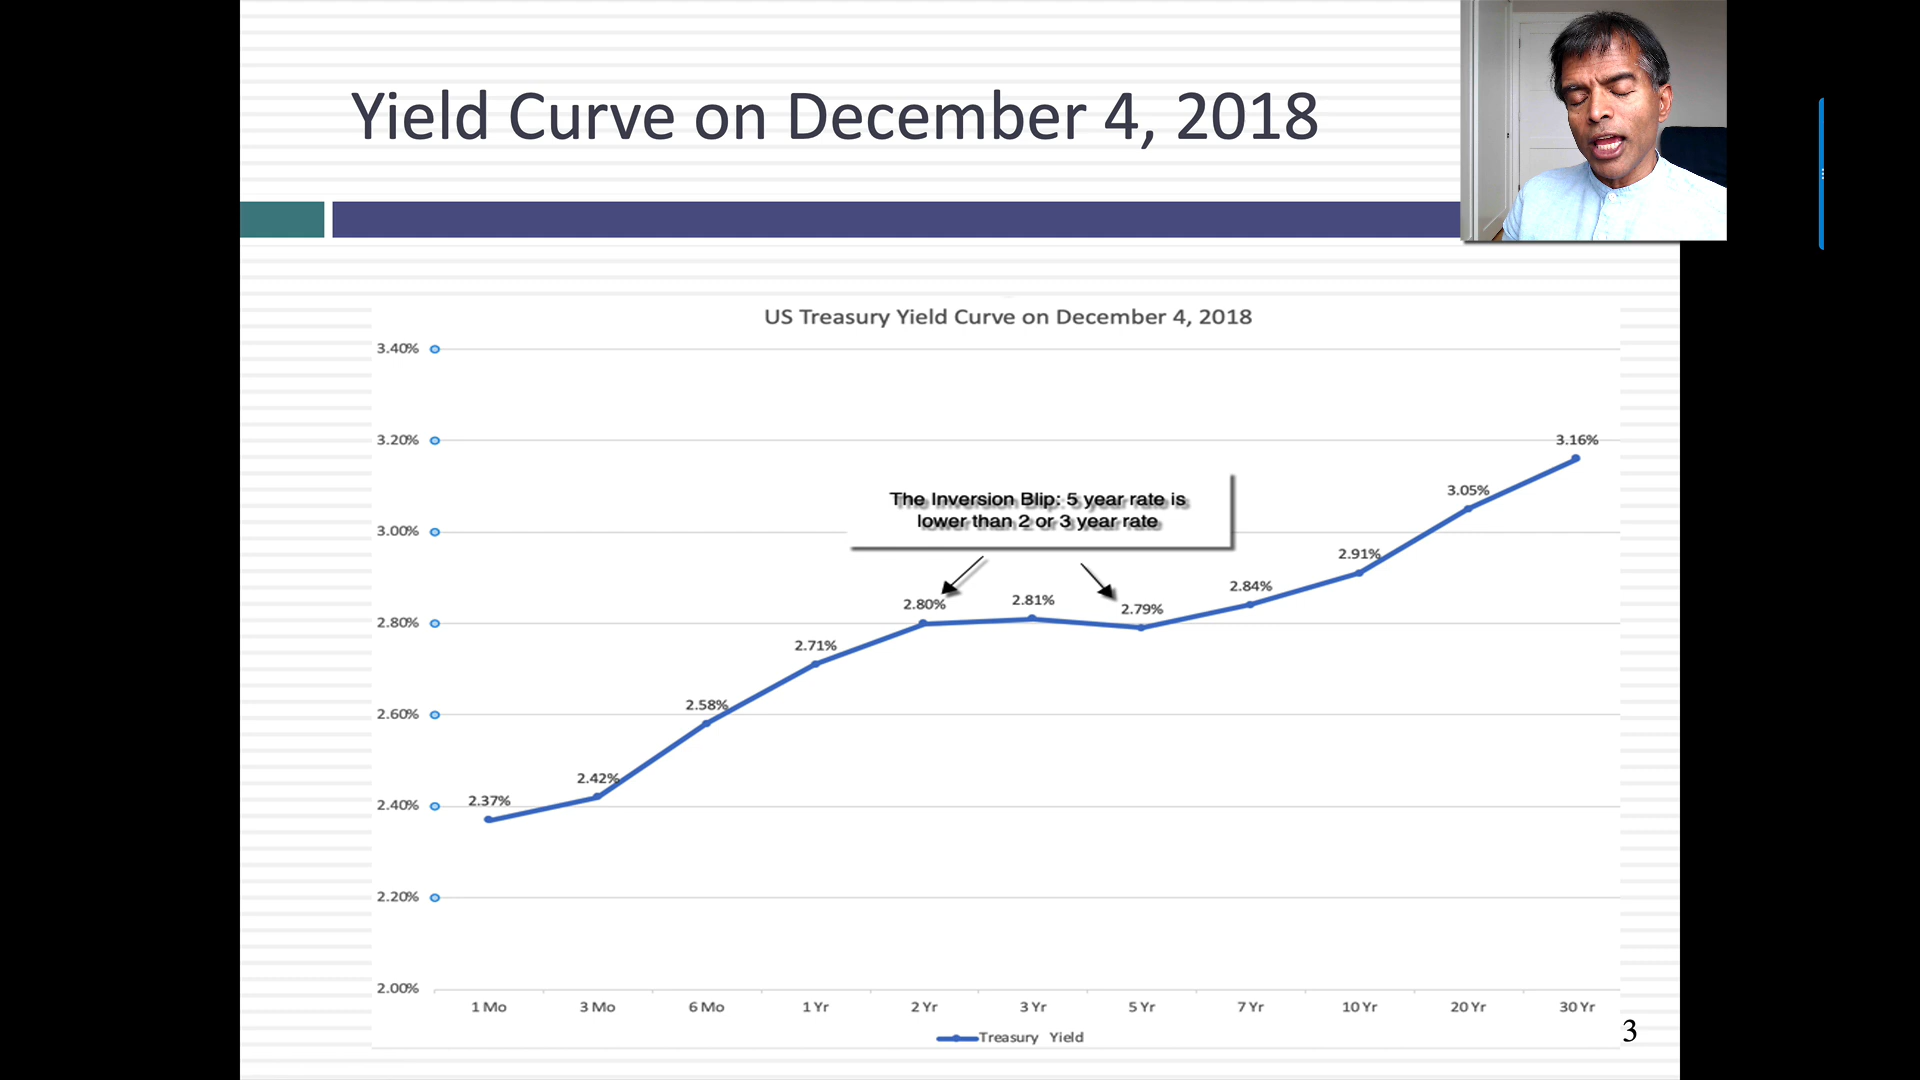 Yield Curve on December 4, 2018
US Treasury Yield Curve on December 4, 2018
3.40%
3.20%
3.00%
2.80%
2.60%
2.40%
2.20%
2.00%
The Inversion Blip: 5 year rate is
lower than 2 or 3 year rate
2.37%
2.42%
2.58%
2.71%
2.80%
2.81%
2.79%
2.84%
2.91%
3.05%
3.16%
1 Mo
3 Mo
6 Mo
1 Yr
2 Yr
3 Yr
5 Yr
7 Yr
10 Yr
20 Yr
30 Yr
Treasury Yield
3